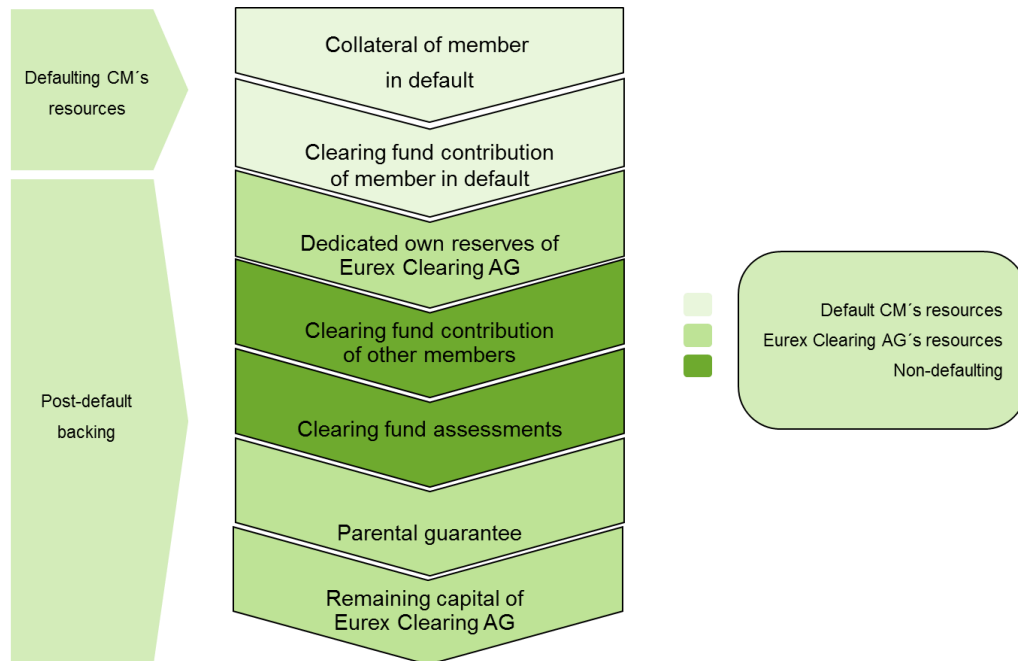 Defaulting CM´s
resources
Post-default
backing
Collateral of member
in default
Clearing fund contribution
of member in default
Dedicated own reserves of
Eurex Clearing AG
Clearing fund contribution
of other members
Clearing fund assessments
Parental guarantee
Remaining capital of
Eurex Clearing AG
Default CM´s resources
Eurex Clearing AG´s resources
Non-defaulting